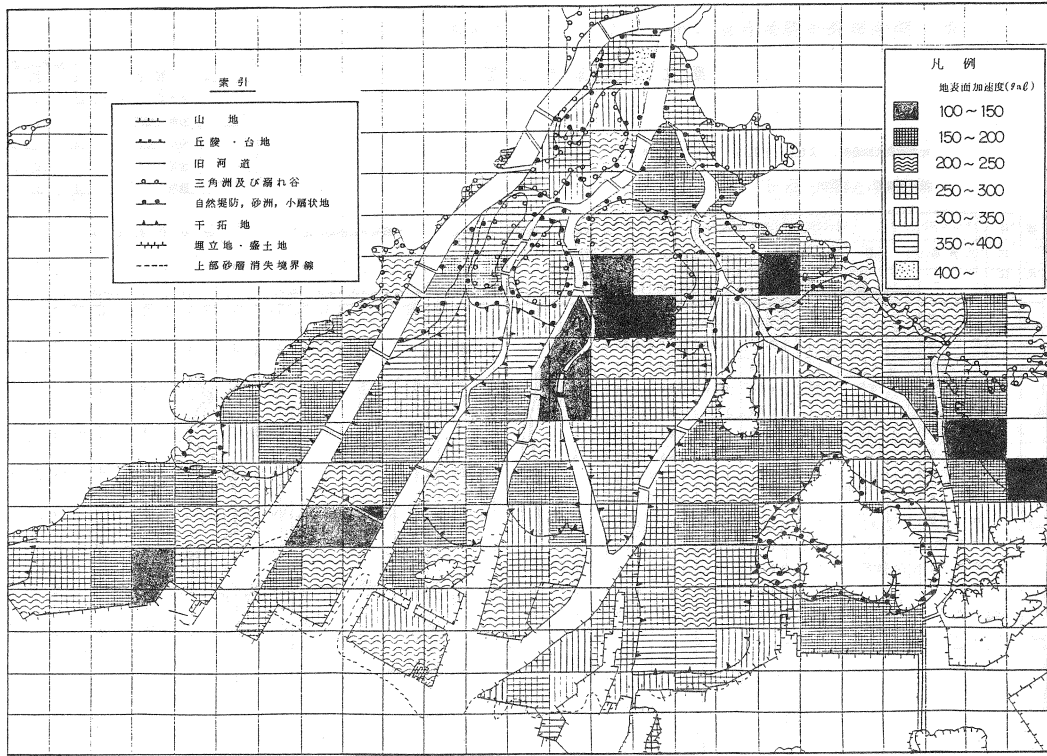 索引
山地
丘陵・台地
旧河道
三角洲及び溺れ谷
自然堤防,砂洲,小扇状地
干拓地
埋立地・盛土地
上部砂層消失境界線
凡例
地表面加速度(gal)
100～150
150～200
200～250
250～300
300～350
350～400
400～